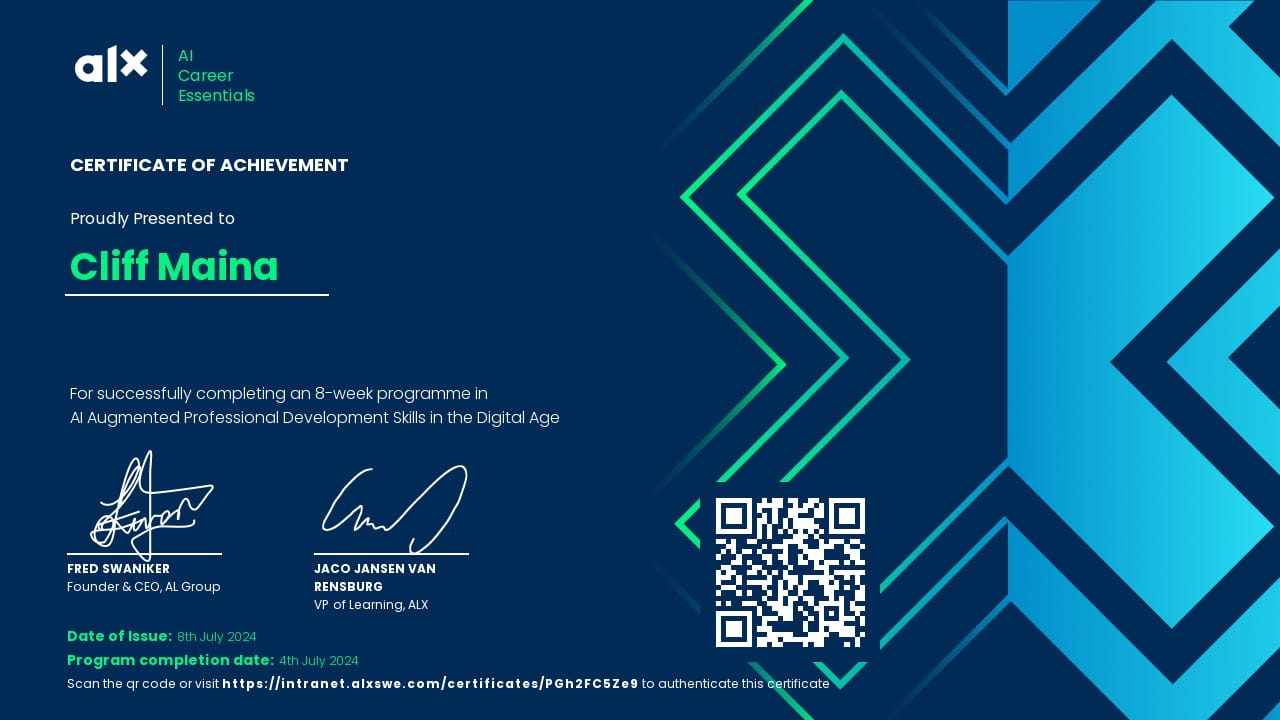 alx
AI
Career
Essentials
CERTIFICATE OF ACHIEVEMENT
Proudly Presented to
Cliff Maina
For successfully completing an 8-week programme in
AI Augmented Professional Development Skills in the Digital Age
FRED SWANIKER
Founder & CEO, AL Group
JACO JANSEN VAN
RENSBURG
VP of Learning, ALX
Date of Issue: 8th July 2024
Program completion date: 4th July 2024
Scan the qr code or visit https://intranet.alxswe.com/certificates/PGh2FC5Ze9 to authenticate this certificate